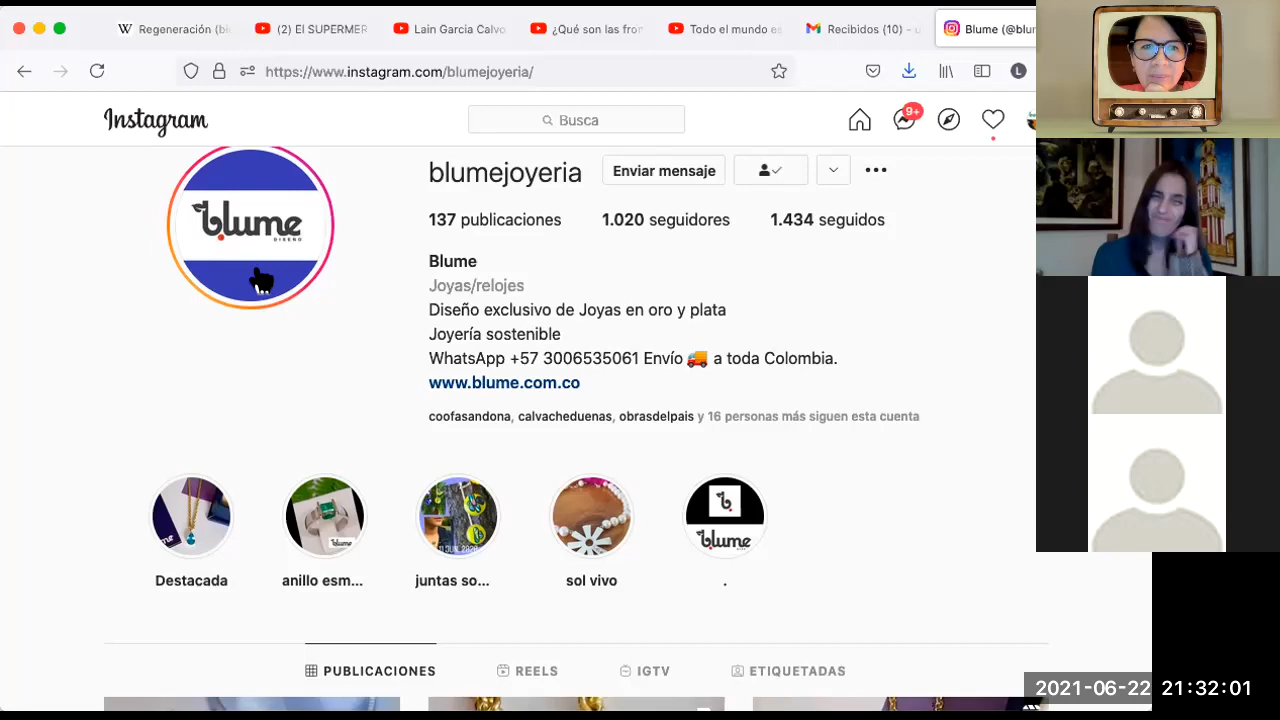 W Regeneración (bi
(2) El SUPERMER
Lain Garcia Calvo
¿Qué son las fron
Todo el mundo es
Recibidos (10) - u
Blume (@blum
https://www.instagram.com/blumejoyeria/
L
Instagram
Busca
9+
blumejoyeria
Enviar mensaje
137 publicaciones
1.020 seguidores
1.434 seguidos
blume
DISEÑO
Blume
Joyas/relojes
Diseño exclusivo de Joyas en oro y plata
Joyería sostenible
WhatsApp +57 3006535061 Envío 🚚 a toda Colombia.
www.blume.com.co
coofasandona, calvacheduenas, obrasdelpais y 16 personas más siguen esta cuenta
blume
blume
b.
blume
Destacada
anillo esm...
juntas so...
sol vivo
.
PUBLICACIONES
REELS
IGTV
ETIQUETADAS
2021-06-22 21:32:01